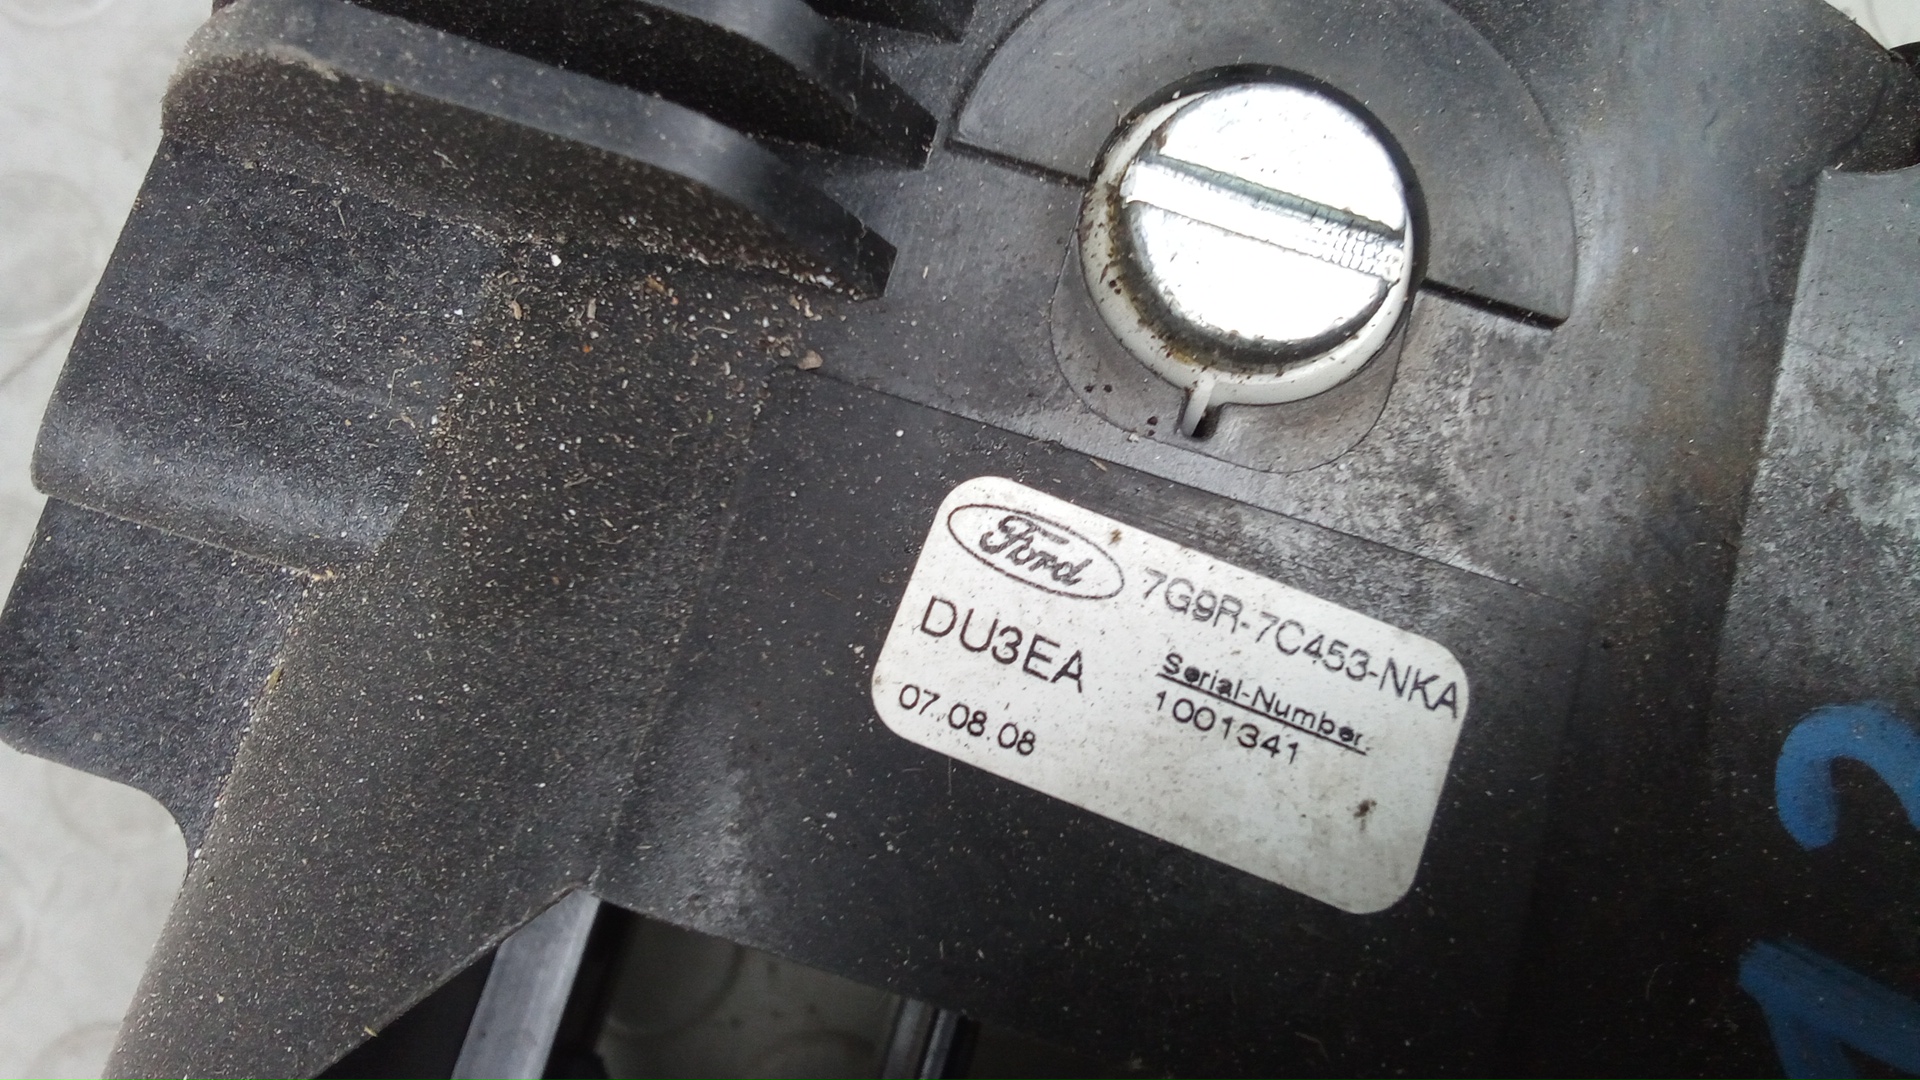 Ford 7G9R-7C453-NKA
DU3EA Serial-Number.
07.08.08 1001341